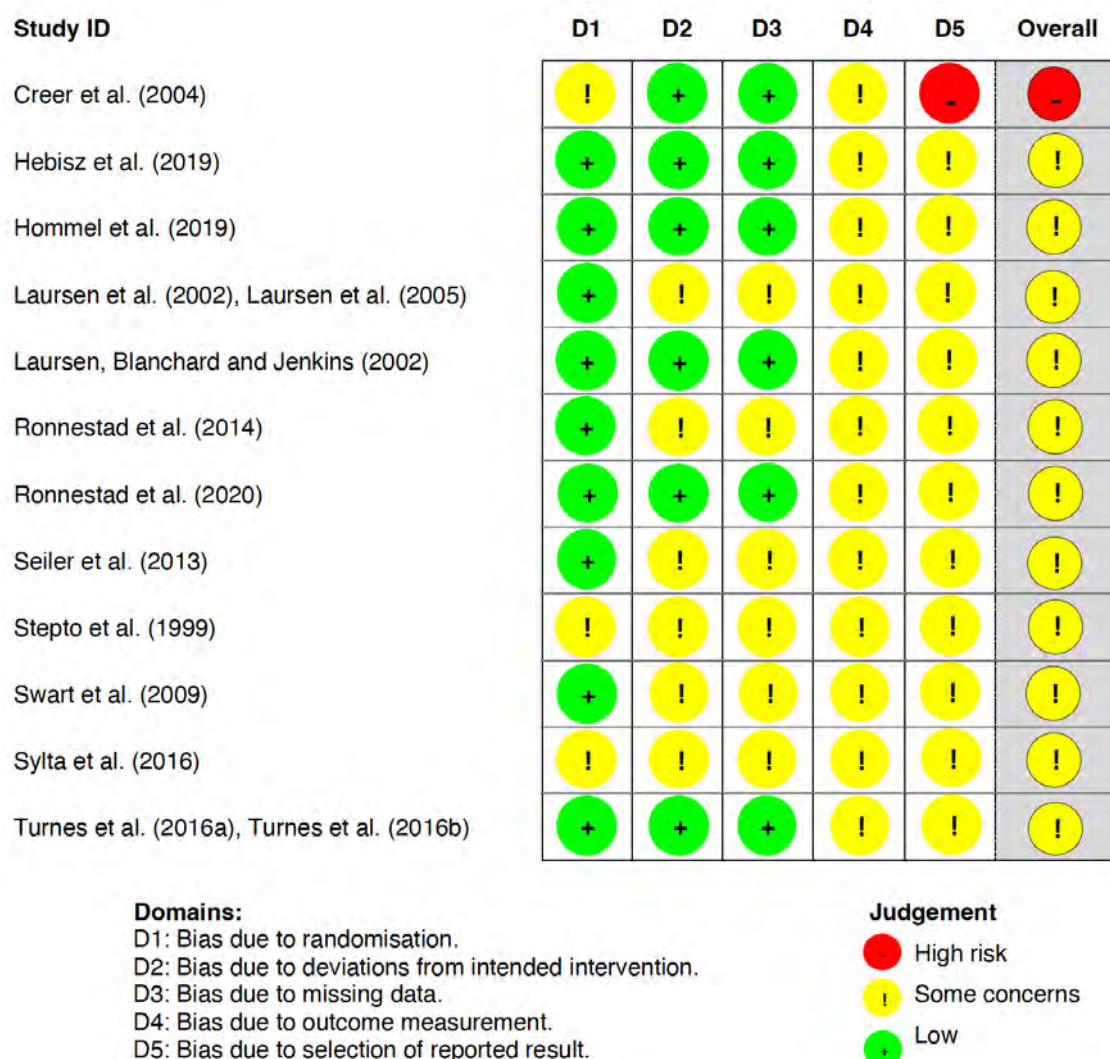 Study ID D1 D2 D3 D4 D5 Overall
Creer et al. (2004) ! + + ! - -
Hebisz et al. (2019) + + + ! ! !
Hommel et al. (2019) + + + ! ! !
Laursen et al. (2002), Laursen et al. (2005) + ! ! ! ! !
Laursen, Blanchard and Jenkins (2002) + + + ! ! !
Ronnestad et al. (2014) + ! ! ! ! !
Ronnestad et al. (2020) + + + ! ! !
Seiler et al. (2013) + ! ! ! ! !
Stepto et al. (1999) ! ! ! ! ! !
Swart et al. (2009) + ! ! ! ! !
Sylta et al. (2016) ! ! ! ! ! !
Turnes et al. (2016a), Turnes et al. (2016b) + + + ! ! !
Domains:
D1: Bias due to randomisation.
D2: Bias due to deviations from intended intervention.
D3: Bias due to missing data.
D4: Bias due to outcome measurement.
D5: Bias due to selection of reported result.
Judgement
- High risk
! Some concerns
+ Low